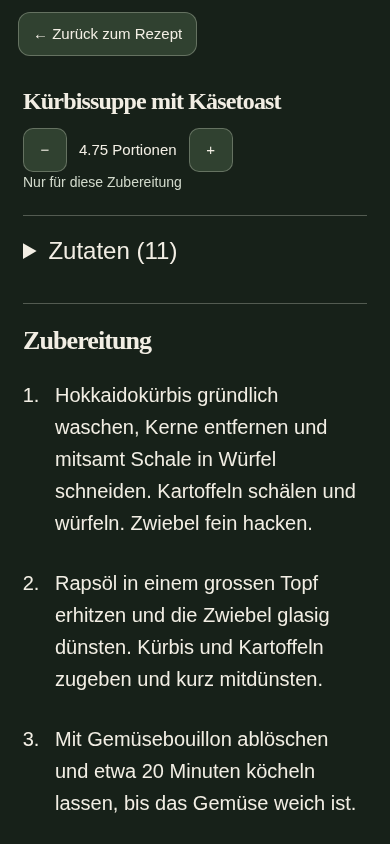 ← Zurück zum Rezept
Kürbissuppe mit Käsetoast
− 4.75 Portionen +
Nur für diese Zubereitung
▶ Zutaten (11)
Zubereitung
1. Hokkaidokürbis gründlich
waschen, Kerne entfernen und
mitsamt Schale in Würfel
schneiden. Kartoffeln schälen und
würfeln. Zwiebel fein hacken.
2. Rapsöl in einem grossen Topf
erhitzen und die Zwiebel glasig
dünsten. Kürbis und Kartoffeln
zugeben und kurz mitdünsten.
3. Mit Gemüsebouillon ablöschen
und etwa 20 Minuten köcheln
lassen, bis das Gemüse weich ist.